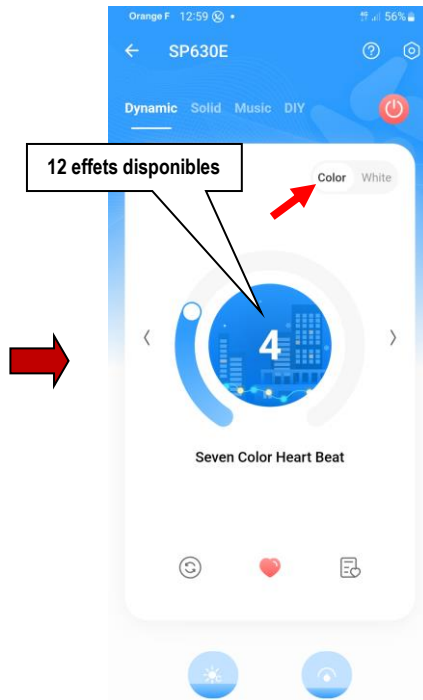 Orange F 12:59
56%
SP630E
Dynamic Solid Music DIY
12 effets disponibles
Color White
4
Seven Color Heart Beat